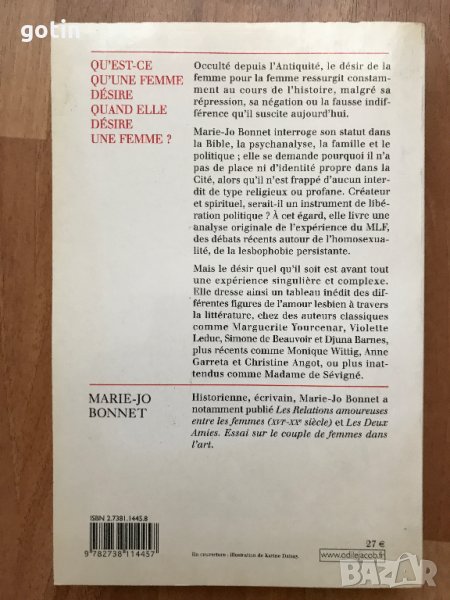 gotin
QU'EST-CE
QU'UNE FEMME
DÉSIRE
QUAND ELLE
DÉSIRE
UNE FEMME ?
Occulté depuis l'Antiquité, le désir de la
femme pour la femme ressurgit constam-
ment au cours de l'histoire, malgré sa
répression, sa négation ou la fausse indif-
férence qu'il suscite aujourd'hui.
Marie-Jo Bonnet interroge son statut dans
la Bible, la psychanalyse, la famille et le
politique ; elle se demande pourquoi il n'a
pas de place ni d'identité propre dans la
Cité, alors qu'il n'est frappé d'aucun inter-
dit de type religieux ou profane. Créateur
et spirituel, serait-il un instrument de libé-
ration politique ? À cet égard, elle livre une
analyse originale de l'expérience du MLF,
des débats récents autour de l'homosexua-
lité, de la lesbophobie persistante.
Mais le désir quel qu'il soit est avant tout
une expérience singulière et complexe.
Elle dresse ainsi un tableau inédit des dif-
férentes figures de l'amour lesbien à travers
la littérature, chez des auteurs classiques
comme Marguerite Yourcenar, Violette
Leduc, Simone de Beauvoir et Djuna Barnes,
plus récents comme Monique Wittig, Anne
Garreta et Christine Angot, ou plus inat-
tendus comme Madame de Sévigné.
MARIE-JO
BONNET
Historienne, écrivain, Marie-Jo Bonnet a
notamment publié Les Relations amoureuses
entre les femmes (XVIe-XXe siècle) et Les Deux
Amies. Essai sur le couple de femmes dans
l'art.
ISBN 2.7381.1445.8
9 782738 114457
En couverture : illustration de Karine Daisay
27 €
www.odilejacob.fr
BAZAR